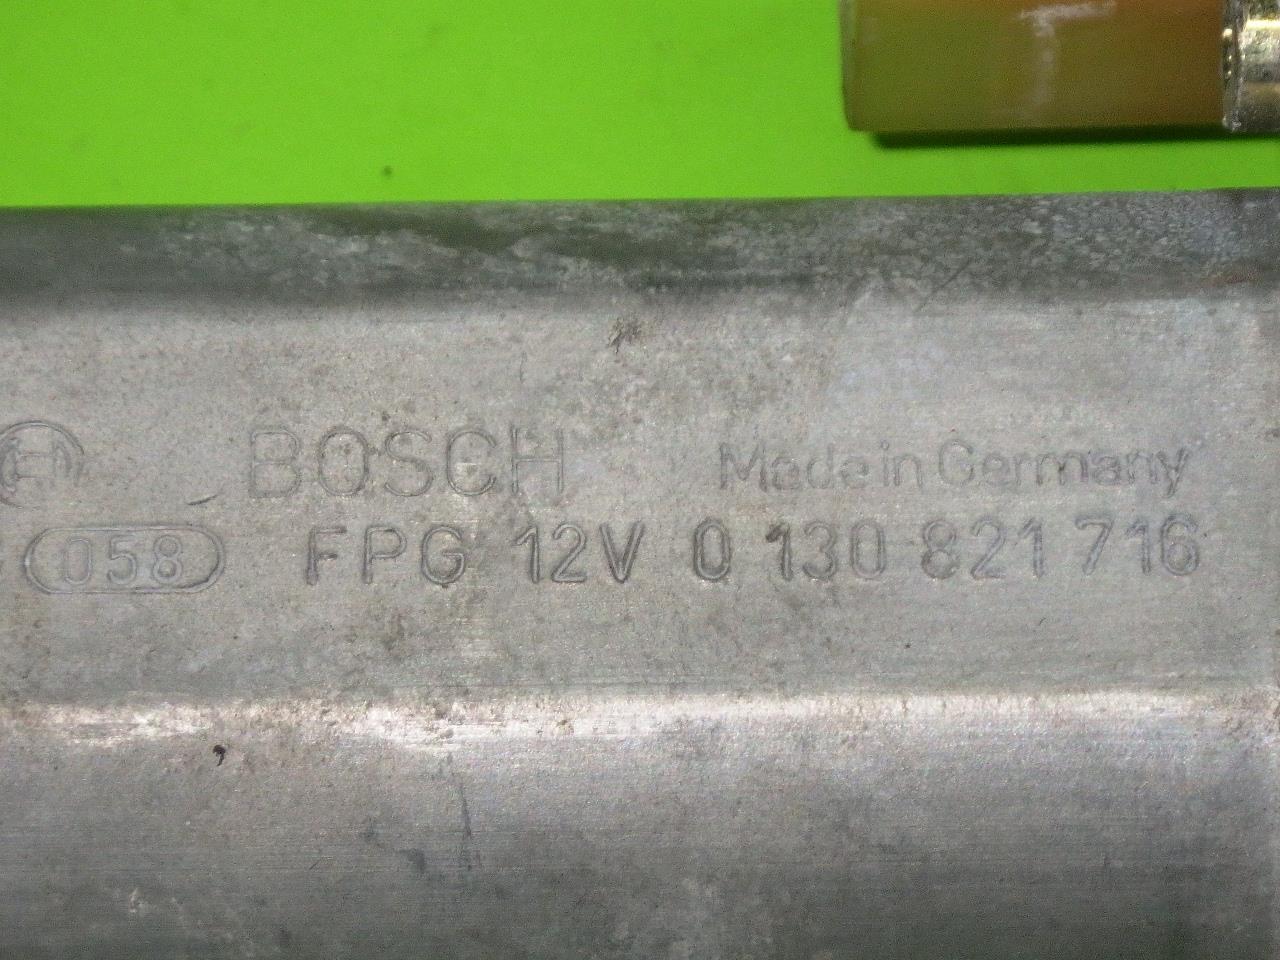 BOSCH Made in Germany
058 FPG 12V 0 130 821 716